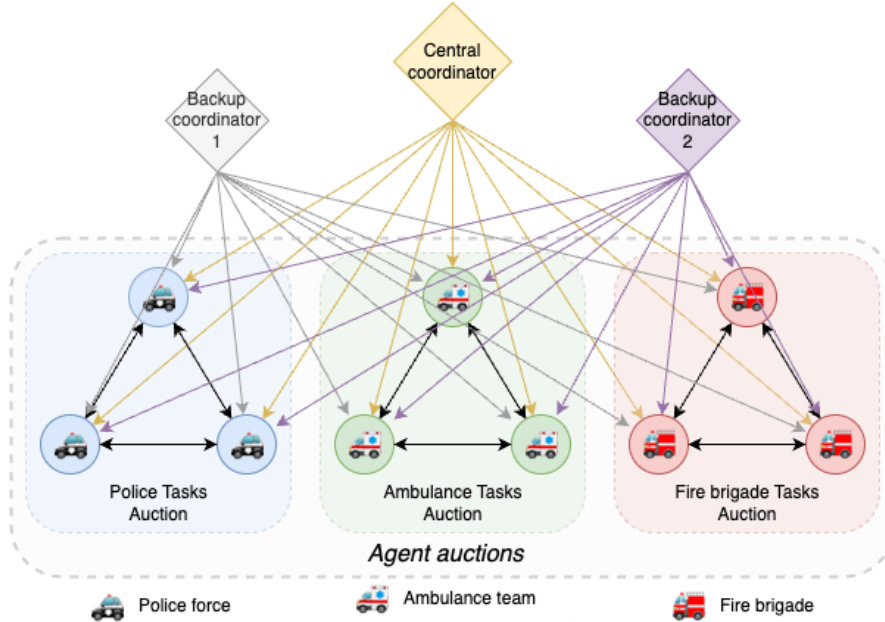 Central
coordinator
Backup
coordinator
1
Backup
coordinator
2
Police Tasks
Auction
Ambulance Tasks
Auction
Fire brigade Tasks
Auction
Agent auctions
Police force
Ambulance team
Fire brigade